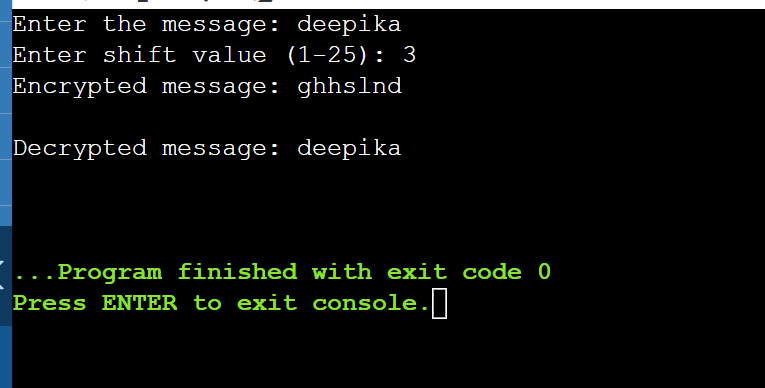 Enter the message: deepika
Enter shift value (1-25): 3
Encrypted message: ghhslnd
Decrypted message: deepika
...Program finished with exit code 0
Press ENTER to exit console.